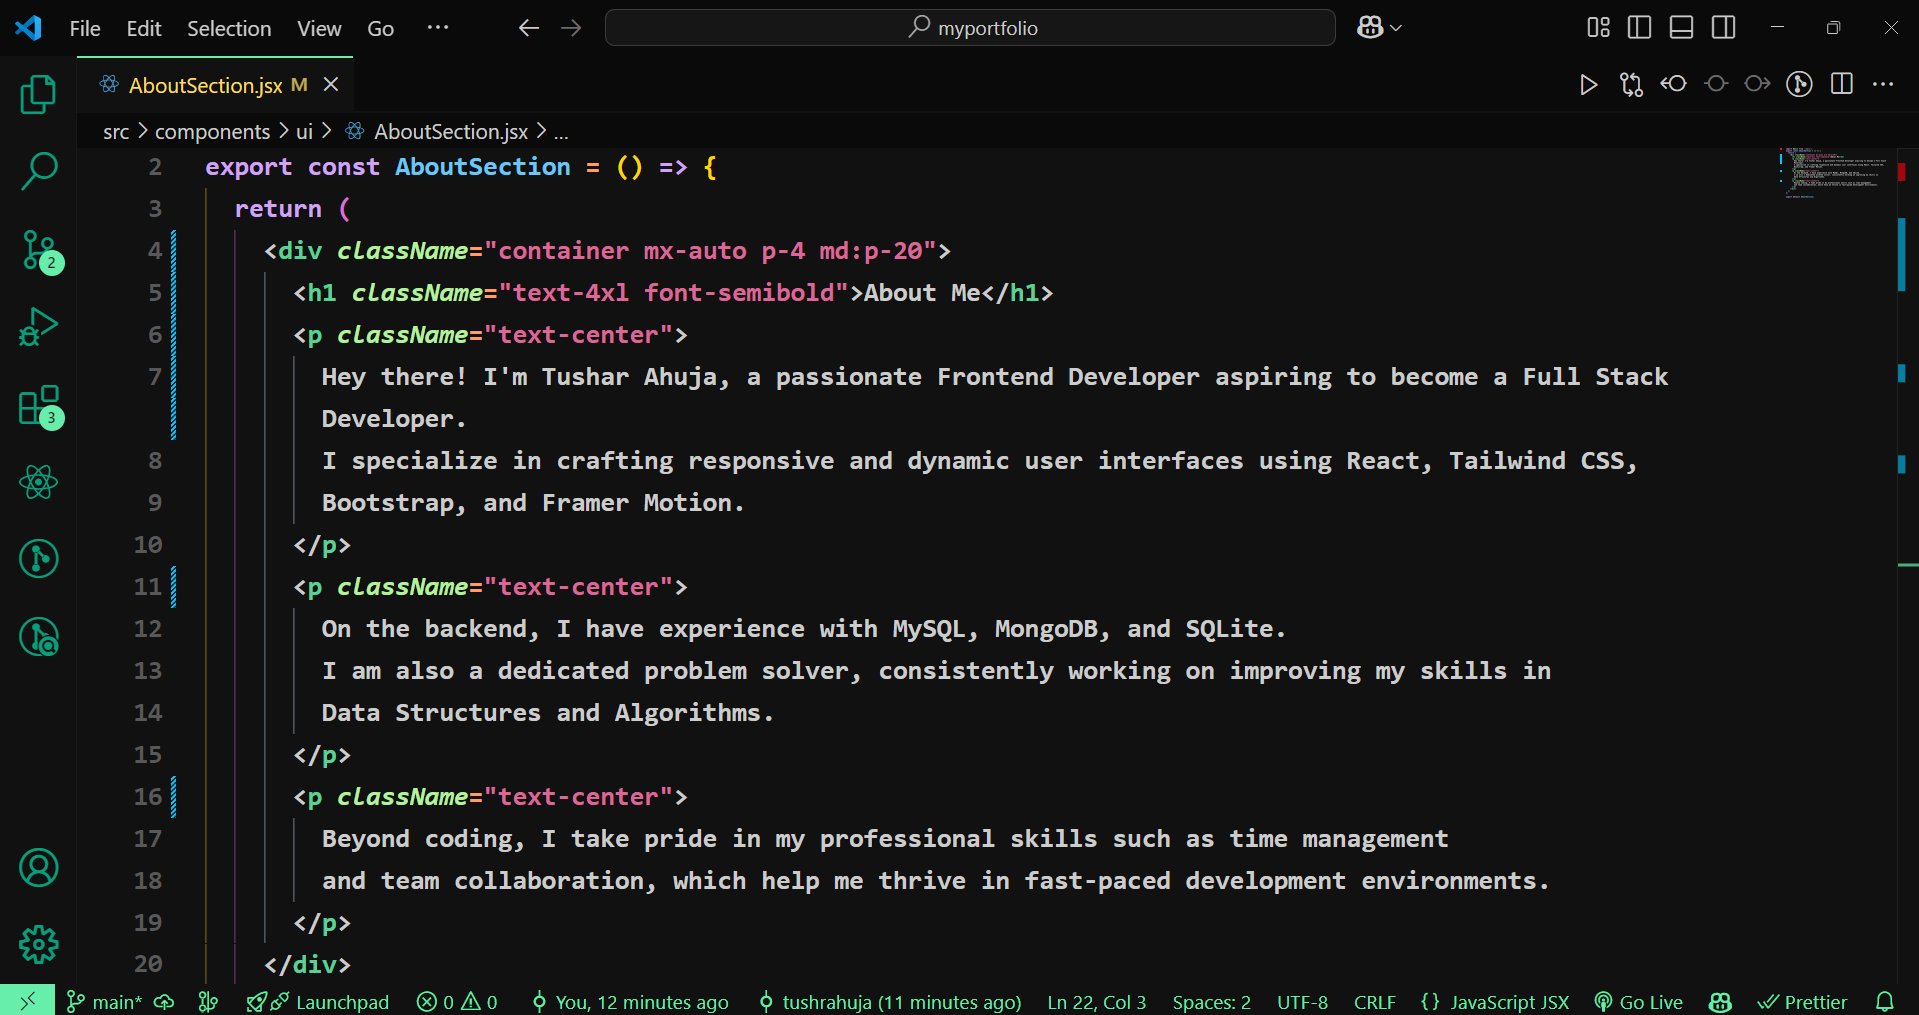 File Edit Selection View Go ··· myportfolio
AboutSection.jsx M
src > components > ui > AboutSection.jsx > ...
2 export const AboutSection = () => {
3 return (
4 <div className="container mx-auto p-4 md:p-20">
5 <h1 className="text-4xl font-semibold">About Me</h1>
6 <p className="text-center">
7 Hey there! I'm Tushar Ahuja, a passionate Frontend Developer aspiring to become a Full Stack
Developer.
8 I specialize in crafting responsive and dynamic user interfaces using React, Tailwind CSS,
9 Bootstrap, and Framer Motion.
10 </p>
11 <p className="text-center">
12 On the backend, I have experience with MySQL, MongoDB, and SQLite.
13 I am also a dedicated problem solver, consistently working on improving my skills in
14 Data Structures and Algorithms.
15 </p>
16 <p className="text-center">
17 Beyond coding, I take pride in my professional skills such as time management
18 and team collaboration, which help me thrive in fast-paced development environments.
19 </p>
20 </div>
2
3
main* Launchpad 0 0 You, 12 minutes ago tushrahuja (11 minutes ago) Ln 22, Col 3 Spaces: 2 UTF-8 CRLF {} JavaScript JSX Go Live Prettier